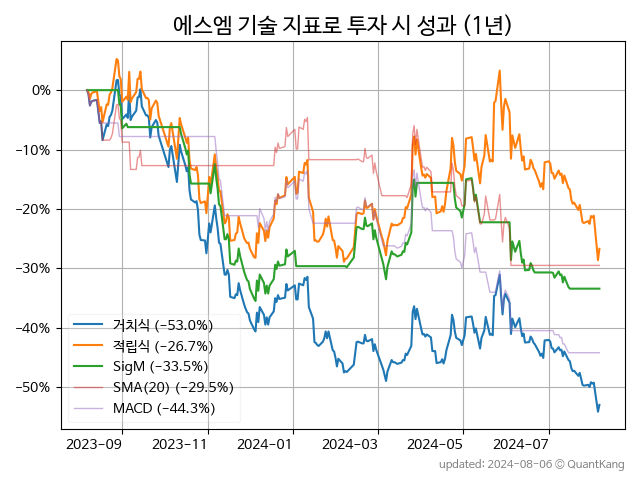 에스엠 기술 지표로 투자 시 성과 (1년)
0%
−10%
−20%
−30%
−40%
−50%
거치식 (−53.0%)
적립식 (−26.7%)
SigM (−33.5%)
SMA(20) (−29.5%)
MACD (−44.3%)
2023-09 2023-11 2024-01 2024-03 2024-05 2024-07
updated: 2024-08-06 © QuantKang